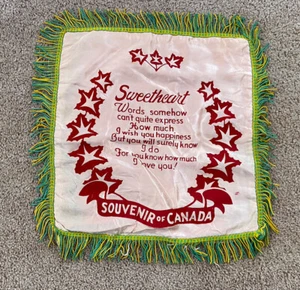 Sweetheart
Words somehow
can't quite express
How much
I wish you happiness
But you will surely know
I do
For you know how much
I love you!
SOUVENIR OF CANADA